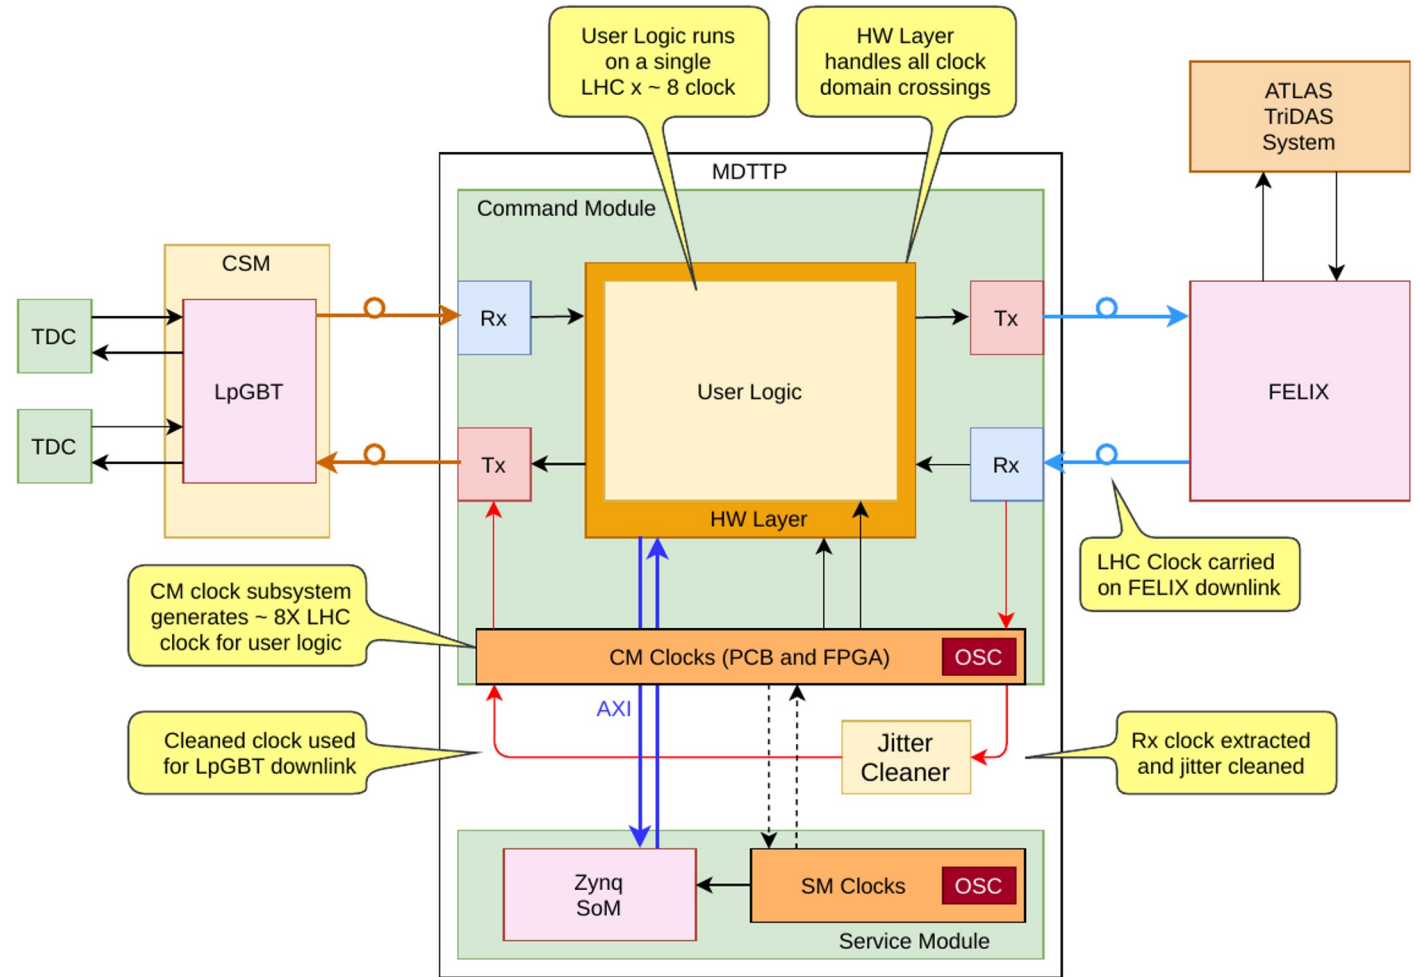 User Logic runs
on a single
LHC x ~ 8 clock
HW Layer
handles all clock
domain crossings
ATLAS
TriDAS
System
MDTTP
Command Module
CSM
TDC
TDC
LpGBT
Rx
Tx
User Logic
HW Layer
Tx
Rx
FELIX
LHC Clock carried
on FELIX downlink
CM clock subsystem
generates ~ 8X LHC
clock for user logic
CM Clocks (PCB and FPGA)
OSC
AXI
Cleaned clock used
for LpGBT downlink
Jitter
Cleaner
Rx clock extracted
and jitter cleaned
Zynq
SoM
SM Clocks
OSC
Service Module